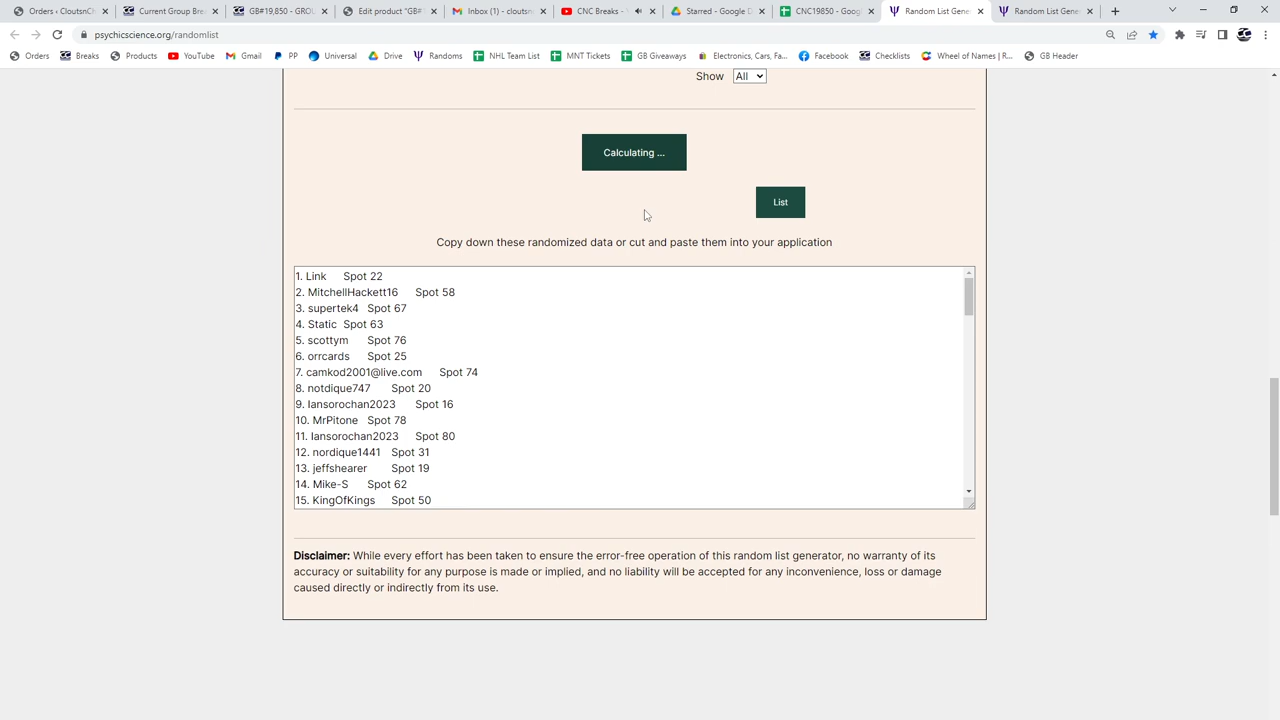 Orders ‹ CloutsnCh
Current Group Bre
GB#19,850 - GROU
Edit product "GB#
Inbox (1) - cloutsn
CNC Breaks -
Starred - Google D
CNC19850 - Goog
Random List Gene
Random List Gene
psychicscience.org/randomlist
Orders
Breaks
Products
YouTube
Gmail
PP
Universal
Drive
Randoms
NHL Team List
MNT Tickets
GB Giveaways
Electronics, Cars, Fa...
Facebook
Checklists
Wheel of Names | R...
GB Header
Show All
Calculating ...
List
Copy down these randomized data or cut and paste them into your application
1. Link Spot 22
2. MitchellHackett16 Spot 58
3. supertek4 Spot 67
4. Static Spot 63
5. scottym Spot 76
6. orrcards Spot 25
7. camkod2001@live.com Spot 74
8. notdique747 Spot 20
9. Iansorochan2023 Spot 16
10. MrPitone Spot 78
11. Iansorochan2023 Spot 80
12. nordique1441 Spot 31
13. jeffshearer Spot 19
14. Mike-S Spot 62
15. KingOfKings Spot 50
Disclaimer: While every effort has been taken to ensure the error-free operation of this random list generator, no warranty of its
accuracy or suitability for any purpose is made or implied, and no liability will be accepted for any inconvenience, loss or damage
caused directly or indirectly from its use.